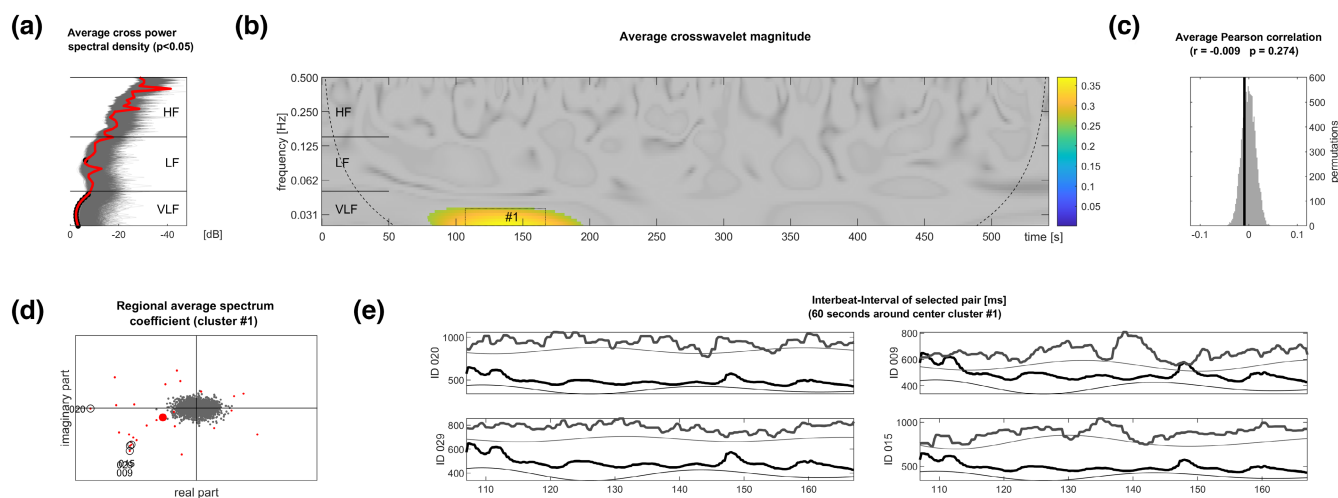 (a)
Average cross power
spectral density (p<0.05)
HF
LF
VLF
0 -20 -40 [dB]
(b)
Average crosswavelet magnitude
frequency [Hz]
0.500
0.250
0.125
0.062
0.031
HF
LF
VLF
#1
0 50 100 150 200 250 300 350 400 450 500 time [s]
0.35
0.3
0.25
0.2
0.15
0.1
0.05
(c)
Average Pearson correlation
(r = -0.009 p = 0.274)
600
500
400
300
200
100
0
permutations
-0.1 0 0.1
(d)
Regional average spectrum
coefficient (cluster #1)
imaginary part
020
009
real part
(e)
Interbeat-Interval of selected pair [ms]
(60 seconds around center cluster #1)
ID 020
1000
500
ID 009
800
600
400
ID 029
800
600
400
110 120 130 140 150 160
ID 015
1000
500
110 120 130 140 150 160